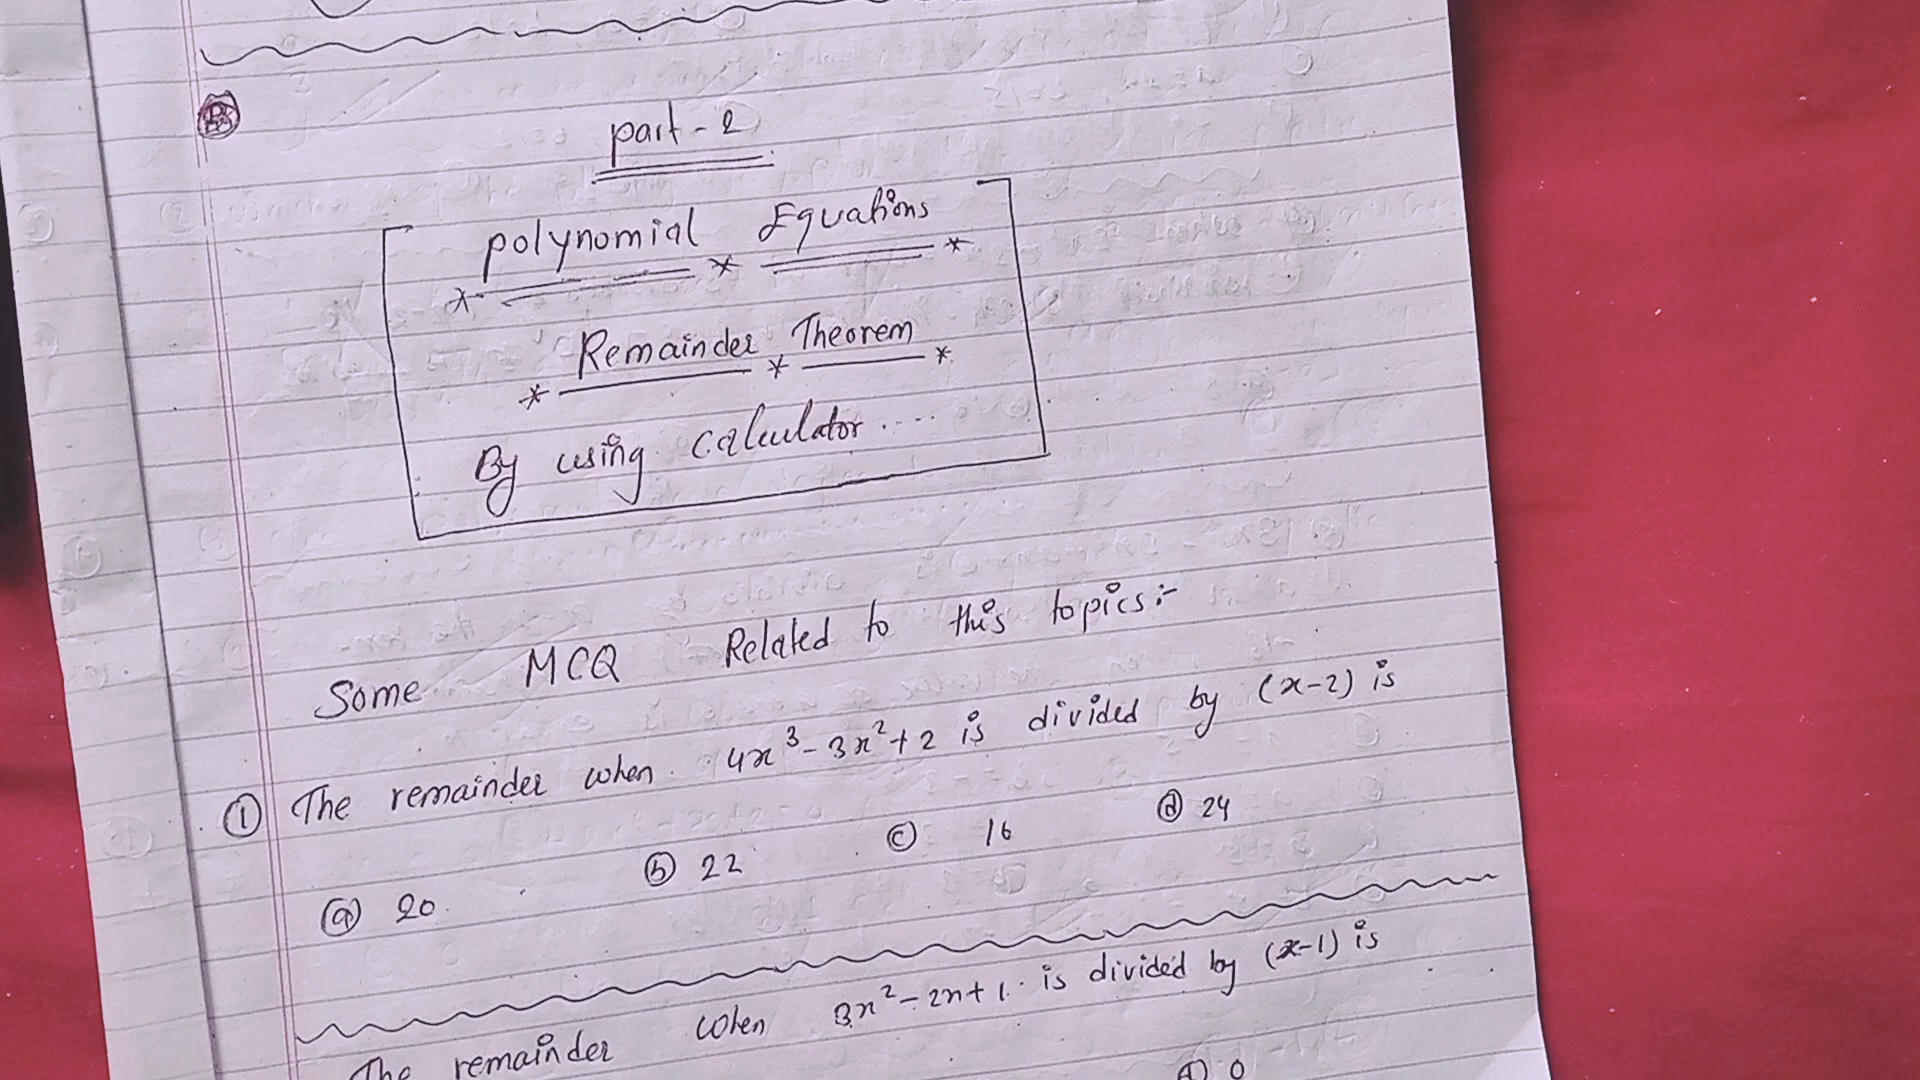 part - 2
polynomial Equations
Remainder Theorem
By using calculator ....
Some MCQ Related to this topics:-
① The remainder when 4x³ - 3x² + 2 is divided by (x-2) is
ⓐ 20 ⓑ 22 ⓒ 16 ⓓ 24
The remainder when 3x² - 2x + 1 is divided by (x-1) is
ⓓ 0